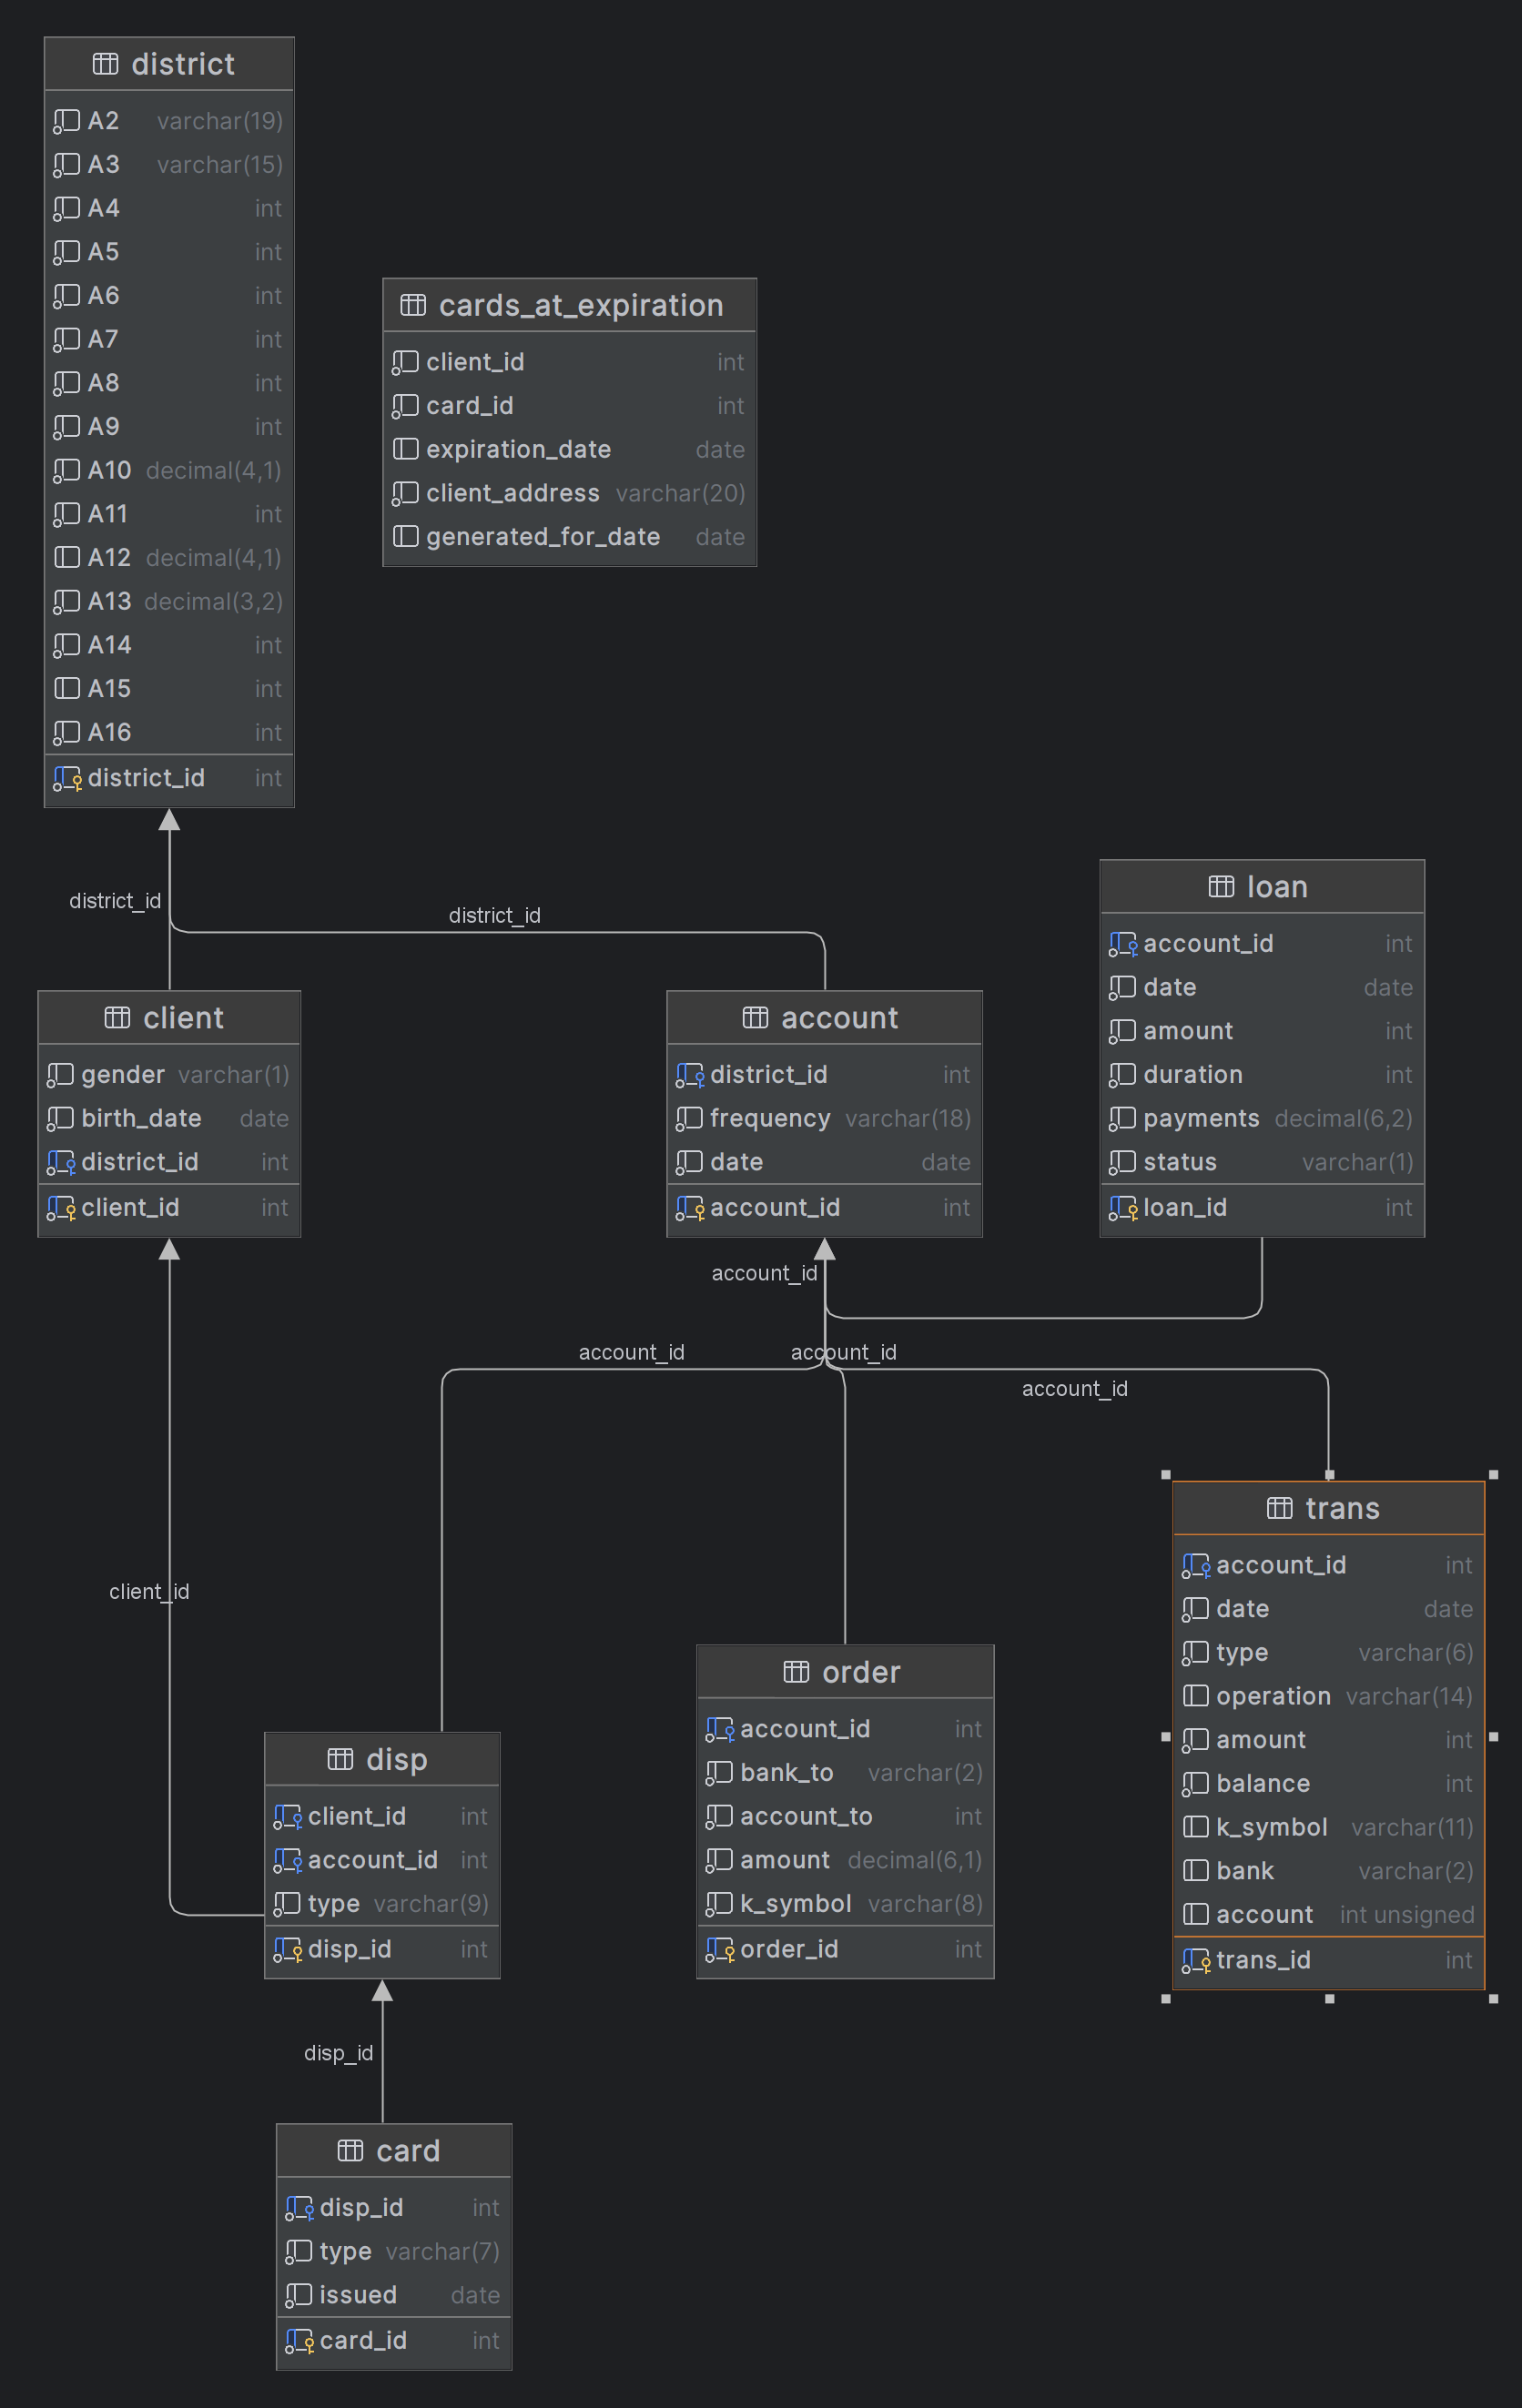 district
A2 varchar(19)
A3 varchar(15)
A4 int
A5 int
A6 int
A7 int
A8 int
A9 int
A10 decimal(4,1)
A11 int
A12 decimal(4,1)
A13 decimal(3,2)
A14 int
A15 int
A16 int
district_id int
cards_at_expiration
client_id int
card_id int
expiration_date date
client_address varchar(20)
generated_for_date date
district_id
district_id
loan
account_id int
date date
amount int
duration int
payments decimal(6,2)
status varchar(1)
loan_id int
client
gender varchar(1)
birth_date date
district_id int
client_id int
account
district_id int
frequency varchar(18)
date date
account_id int
account_id
account_id
account_id
account_id
client_id
trans
account_id int
date date
type varchar(6)
operation varchar(14)
amount int
balance int
k_symbol varchar(11)
bank varchar(2)
account int unsigned
trans_id int
order
account_id int
bank_to varchar(2)
account_to int
amount decimal(6,1)
k_symbol varchar(8)
order_id int
disp
client_id int
account_id int
type varchar(9)
disp_id int
disp_id
card
disp_id int
type varchar(7)
issued date
card_id int